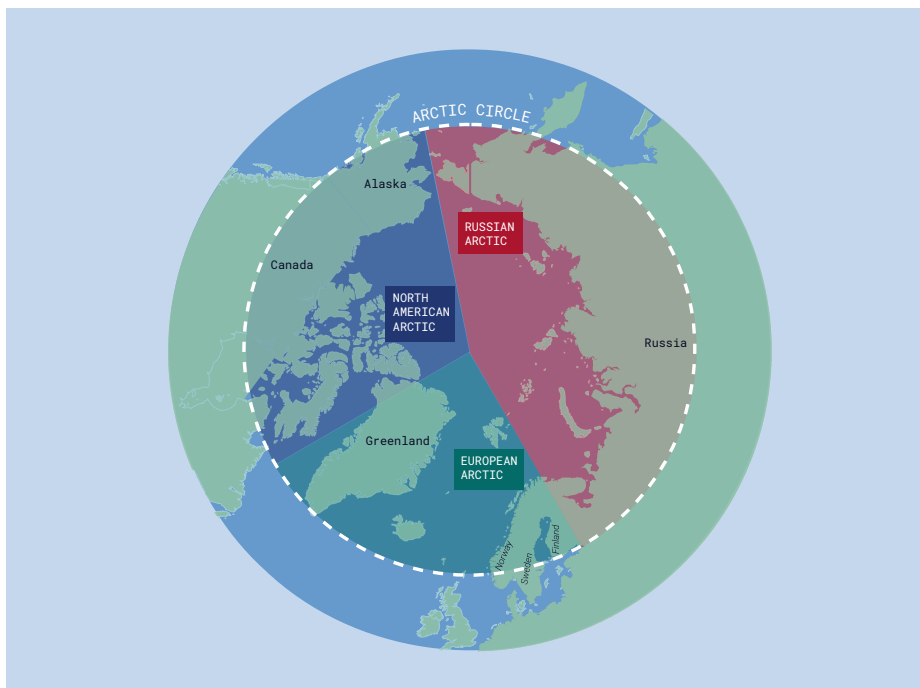 ARCTIC CIRCLE
Alaska
RUSSIAN
ARCTIC
Canada
NORTH
AMERICAN
ARCTIC
Russia
Greenland
EUROPEAN
ARCTIC
Norway
Sweden
Finland